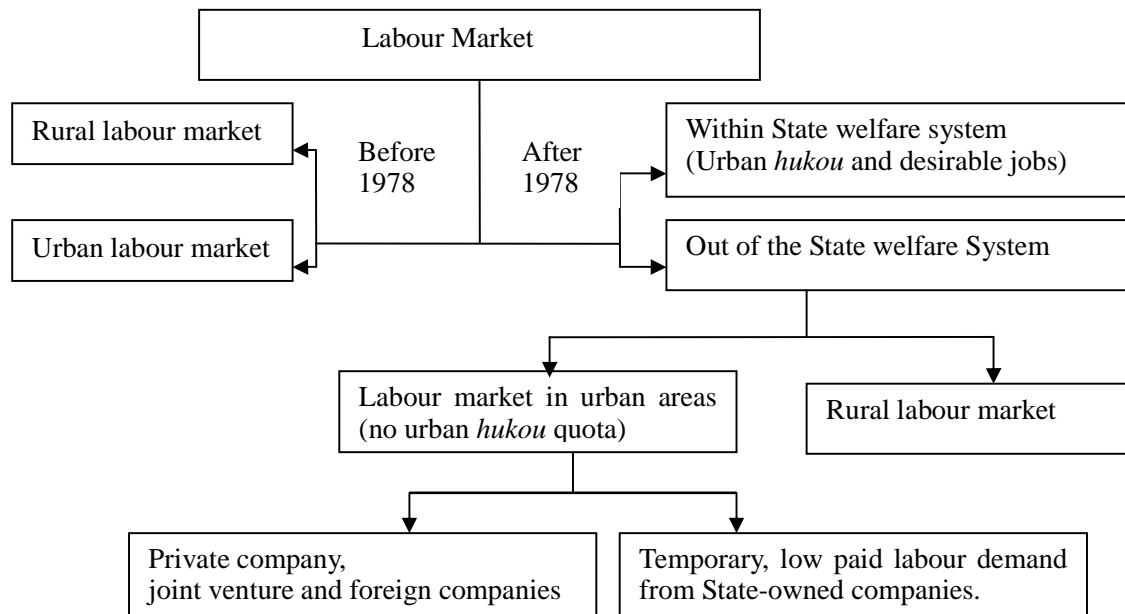 Labour Market
Rural labour market
Before
1978
After
1978
Within State welfare system
(Urban hukou and desirable jobs)
Urban labour market
Out of the State welfare System
Labour market in urban areas
(no urban hukou quota)
Rural labour market
Private company,
joint venture and foreign companies
Temporary, low paid labour demand
from State-owned companies.